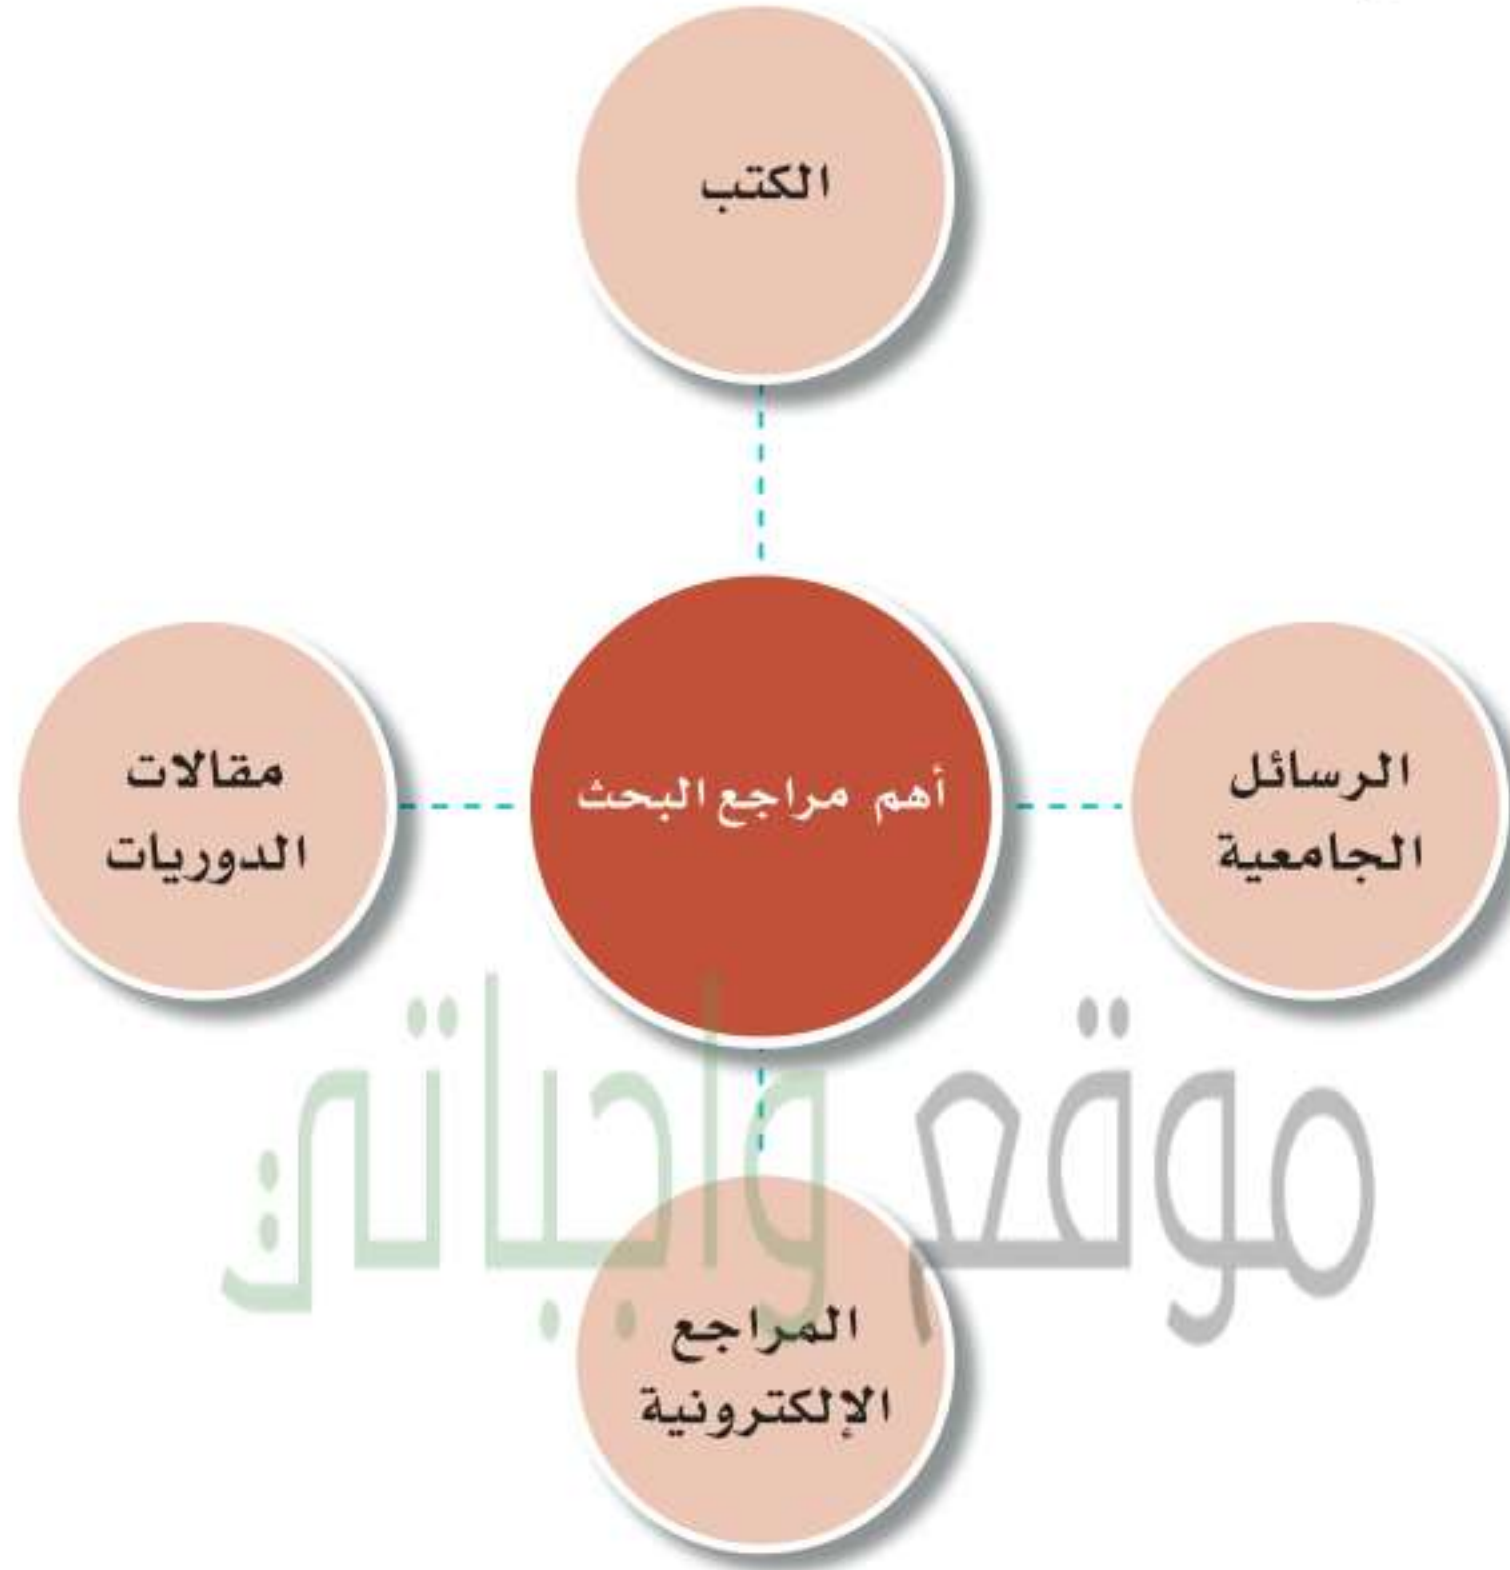 الكتب
أهم مراجع البحث
الرسائل
الجامعية
مقالات
الدوريات
المراجع
الإلكترونية
موقع واجباتي